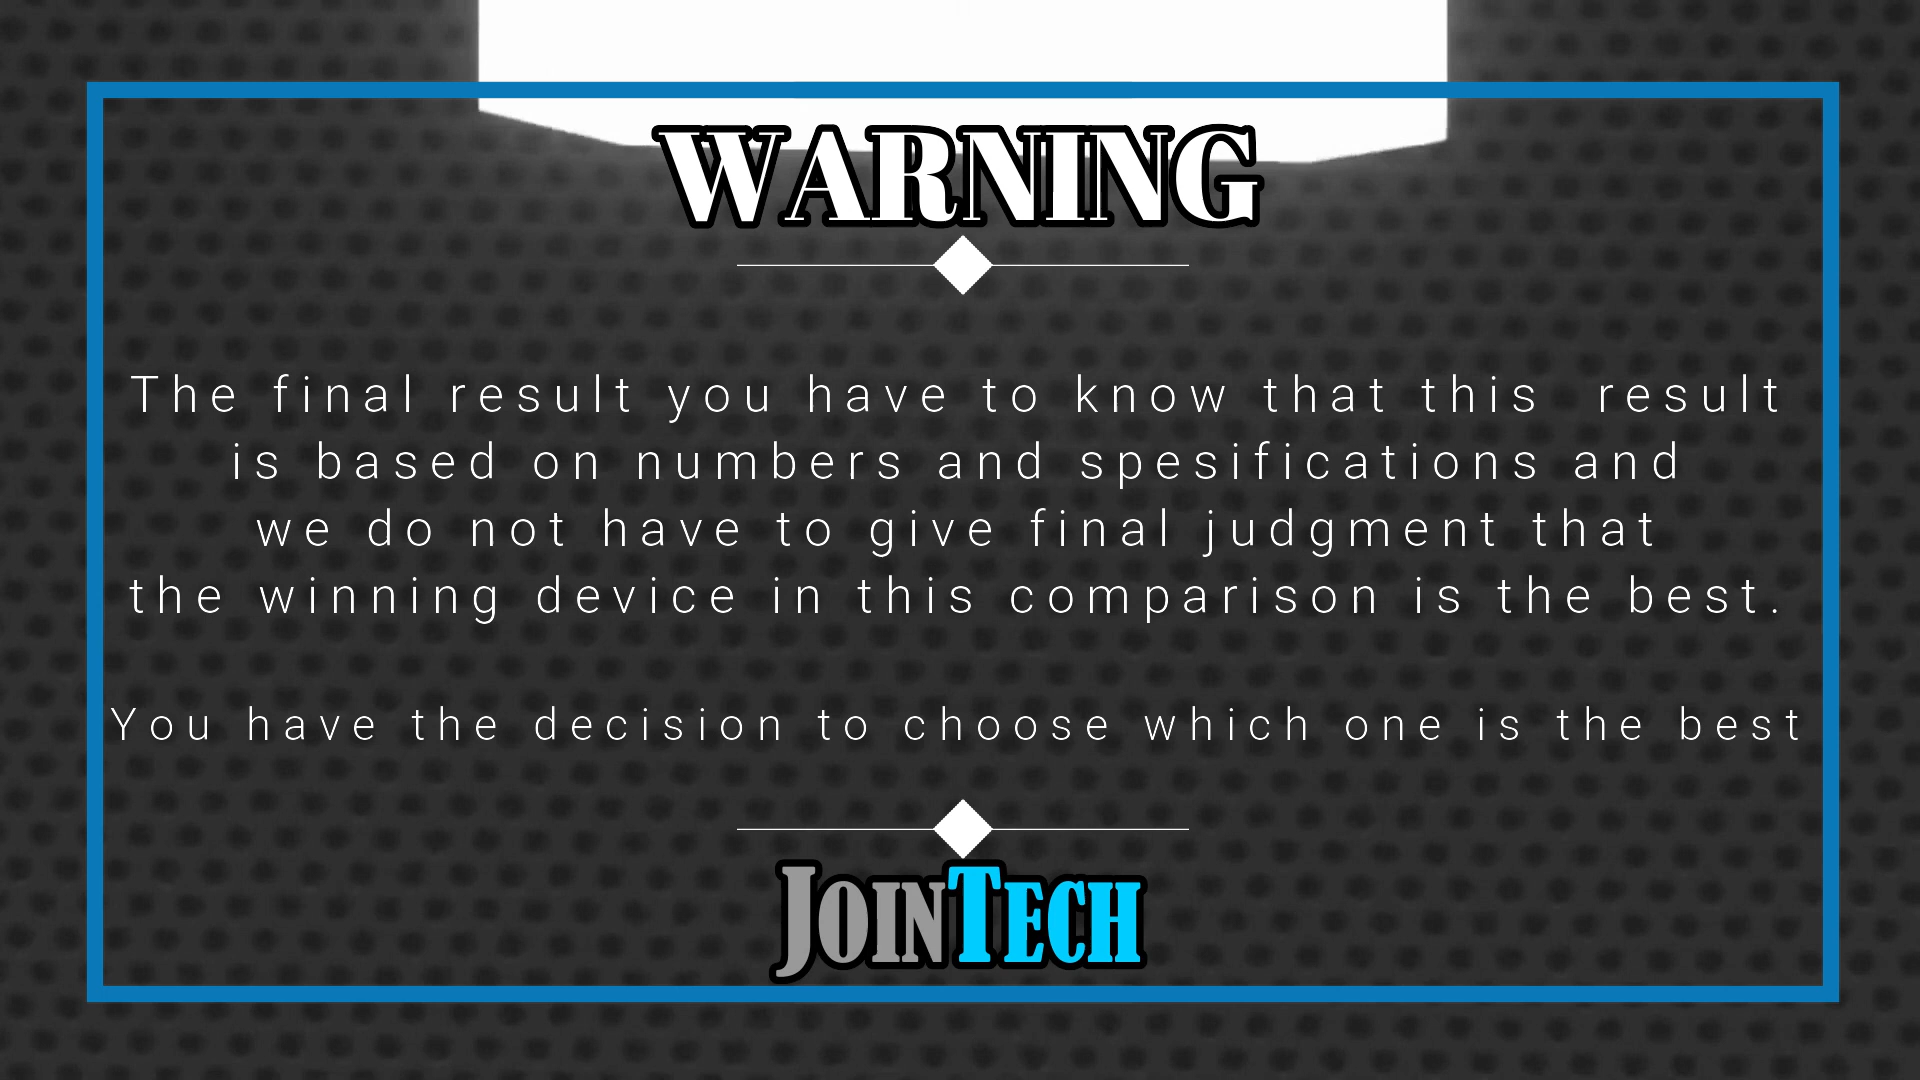 WARNING
The final result you have to know that this result
is based on numbers and spesifications and
we do not have to give final judgment that
the winning device in this comparison is the best.
You have the decision to choose which one is the best
JOINTECH